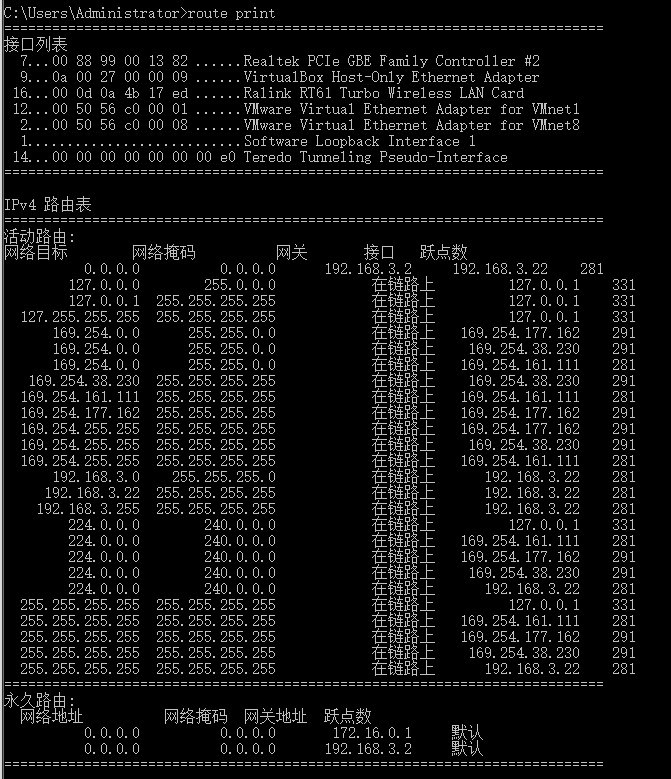 C:\Users\Administrator>route print
===========================================================================
接口列表
  7...00 88 99 00 13 82 ......Realtek PCIe GBE Family Controller #2
  9...0a 00 27 00 00 09 ......VirtualBox Host-Only Ethernet Adapter
 16...00 0d 0a 4b 17 ed ......Ralink RT61 Turbo Wireless LAN Card
 12...00 50 56 c0 00 01 ......VMware Virtual Ethernet Adapter for VMnet1
  2...00 50 56 c0 00 08 ......VMware Virtual Ethernet Adapter for VMnet8
  1...........................Software Loopback Interface 1
 14...00 00 00 00 00 00 00 e0 Teredo Tunneling Pseudo-Interface
===========================================================================
IPv4 路由表
===========================================================================
活动路由:
网络目标        网络掩码          网关       接口   跃点数
          0.0.0.0          0.0.0.0      192.168.3.2     192.168.3.22    281
        127.0.0.0        255.0.0.0            在链路上         127.0.0.1    331
        127.0.0.1  255.255.255.255            在链路上         127.0.0.1    331
  127.255.255.255  255.255.255.255            在链路上         127.0.0.1    331
      169.254.0.0      255.255.0.0            在链路上   169.254.177.162    291
      169.254.0.0      255.255.0.0            在链路上    169.254.38.230    291
      169.254.0.0      255.255.0.0            在链路上   169.254.161.111    281
   169.254.38.230  255.255.255.255            在链路上    169.254.38.230    291
  169.254.161.111  255.255.255.255            在链路上   169.254.161.111    281
  169.254.177.162  255.255.255.255            在链路上   169.254.177.162    291
  169.254.255.255  255.255.255.255            在链路上   169.254.177.162    291
  169.254.255.255  255.255.255.255            在链路上    169.254.38.230    291
  169.254.255.255  255.255.255.255            在链路上   169.254.161.111    281
      192.168.3.0    255.255.255.0            在链路上      192.168.3.22    281
     192.168.3.22  255.255.255.255            在链路上      192.168.3.22    281
    192.168.3.255  255.255.255.255            在链路上      192.168.3.22    281
        224.0.0.0        240.0.0.0            在链路上         127.0.0.1    331
        224.0.0.0        240.0.0.0            在链路上   169.254.161.111    281
        224.0.0.0        240.0.0.0            在链路上   169.254.177.162    291
        224.0.0.0        240.0.0.0            在链路上    169.254.38.230    291
        224.0.0.0        240.0.0.0            在链路上      192.168.3.22    281
  255.255.255.255  255.255.255.255            在链路上         127.0.0.1    331
  255.255.255.255  255.255.255.255            在链路上   169.254.161.111    281
  255.255.255.255  255.255.255.255            在链路上   169.254.177.162    291
  255.255.255.255  255.255.255.255            在链路上    169.254.38.230    291
  255.255.255.255  255.255.255.255            在链路上      192.168.3.22    281
===========================================================================
永久路由:
  网络地址          网络掩码  网关地址  跃点数
          0.0.0.0          0.0.0.0       172.16.0.1     默认
          0.0.0.0          0.0.0.0      192.168.3.2     默认
===========================================================================